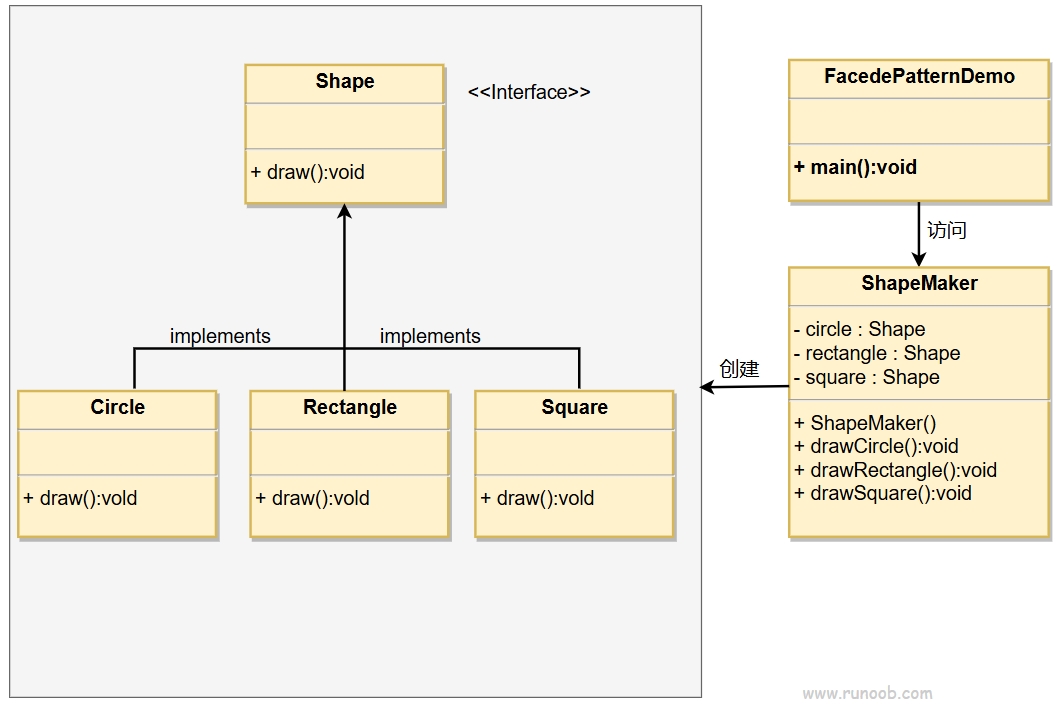 Shape
<<Interface>>
+ draw():void
implements
implements
Circle
+ draw():vold
Rectangle
+ draw():vold
Square
+ draw():vold
FacedePatternDemo
+ main():void
访问
ShapeMaker
- circle : Shape
- rectangle : Shape
- square : Shape
+ ShapeMaker()
+ drawCircle():void
+ drawRectangle():void
+ drawSquare():void
创建
www.runoob.com